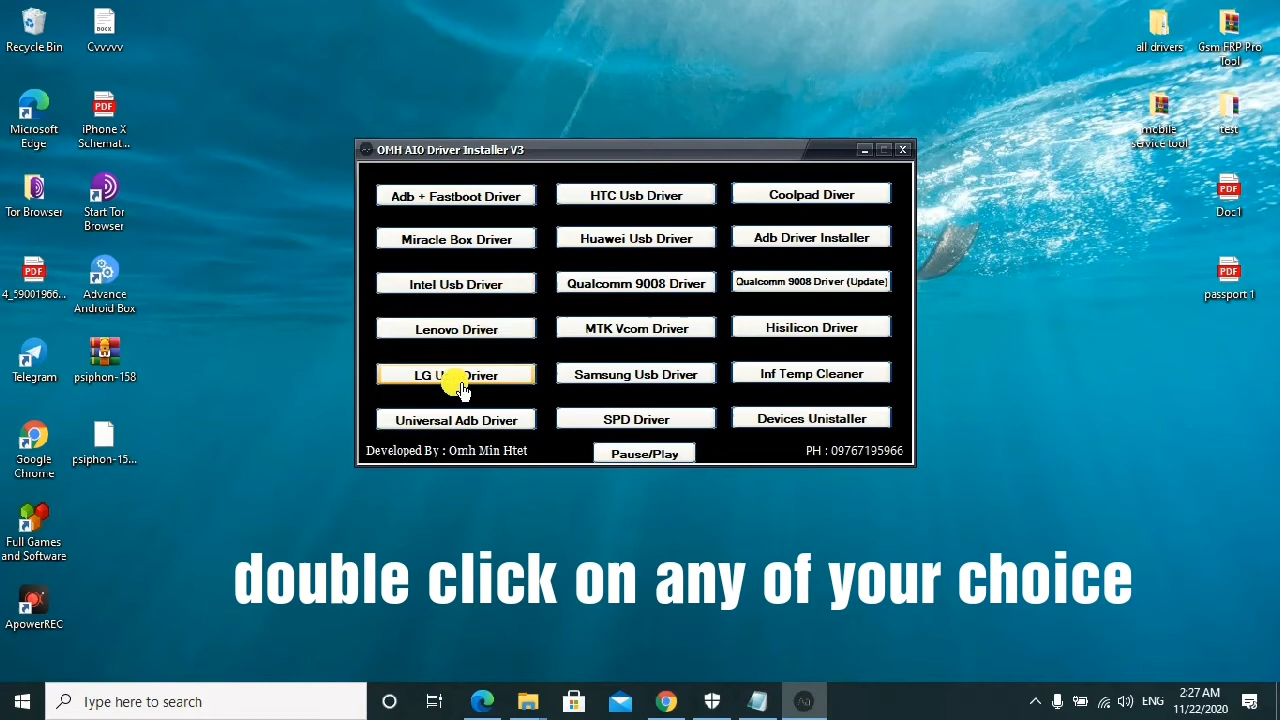 Recycle Bin
Cvvvvv
Microsoft
Edge
iPhone X
Schemat...
Tor Browser
Start Tor
Browser
4_59001966...
Advance
Android Box
Telegram
psiphon-158
Google
Chrome
psiphon-15...
Full Games
and Software
ApowerREC
all drivers
Gsm FRP Pro
Tool
mobile
service tool
test
Doc1
passport 1
OMH AIO Driver Installer V3
Adb + Fastboot Driver
HTC Usb Driver
Coolpad Diver
Miracle Box Driver
Huawei Usb Driver
Adb Driver Installer
Intel Usb Driver
Qualcomm 9008 Driver
Qualcomm 9008 Driver (Update)
Lenovo Driver
MTK Vcom Driver
Hisilicon Driver
LG Usb Driver
Samsung Usb Driver
Inf Temp Cleaner
Universal Adb Driver
SPD Driver
Devices Unistaller
Developed By : Omh Min Htet
Pause/Play
PH : 09767195966
double click on any of your choice
Type here to search
ENG
2:27 AM
11/22/2020